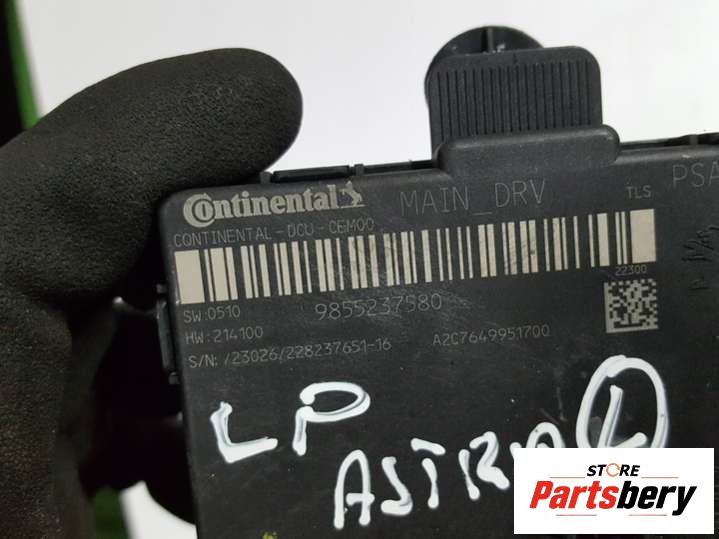 Continental MAIN_DRV TLS PSA
CONTINENTAL-DCU-CEM00
22300
SW:0510 9855237580
HW:214100
S/N: /23026/228237651-16 A2C7649951700
LP
ASTRA L
STORE
Partsbery